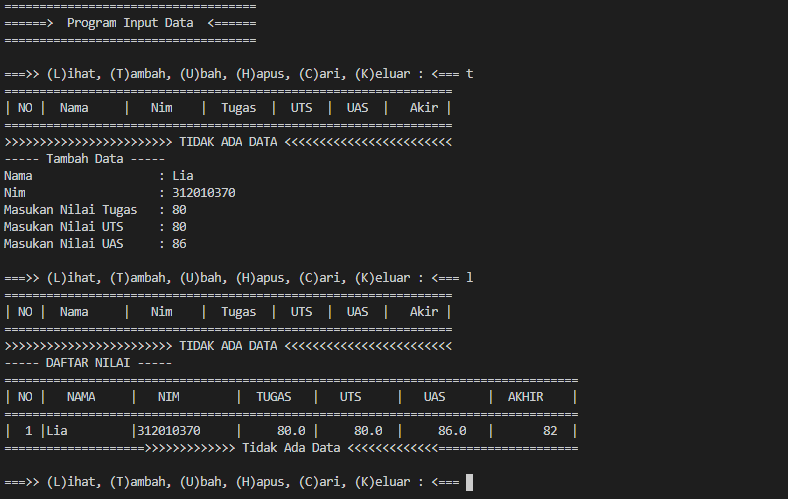 ====================================
======>  Program Input Data  <======
====================================
===>> (L)ihat, (T)ambah, (U)bah, (H)apus, (C)ari, (K)eluar : <=== t
================================================================
| NO |  Nama     |   Nim    |  Tugas  |  UTS  |  UAS  |   Akir |
================================================================
>>>>>>>>>>>>>>>>>>>>>>>> TIDAK ADA DATA <<<<<<<<<<<<<<<<<<<<<<<<
----- Tambah Data -----
Nama                  : Lia
Nim                   : 312010370
Masukan Nilai Tugas   : 80
Masukan Nilai UTS     : 80
Masukan Nilai UAS     : 86
===>> (L)ihat, (T)ambah, (U)bah, (H)apus, (C)ari, (K)eluar : <=== l
================================================================
| NO |  Nama     |   Nim    |  Tugas  |  UTS  |  UAS  |   Akir |
================================================================
>>>>>>>>>>>>>>>>>>>>>>>> TIDAK ADA DATA <<<<<<<<<<<<<<<<<<<<<<<<
----- DAFTAR NILAI -----
==================================================================================
| NO |   NAMA     |   NIM        |  TUGAS   |   UTS     |   UAS      |  AKHIR    |
==================================================================================
|  1 |Lia         |312010370     |     80.0 |     80.0  |     86.0   |       82  |
====================>>>>>>>>>>>>> Tidak Ada Data <<<<<<<<<<<<<====================
===>> (L)ihat, (T)ambah, (U)bah, (H)apus, (C)ari, (K)eluar : <===